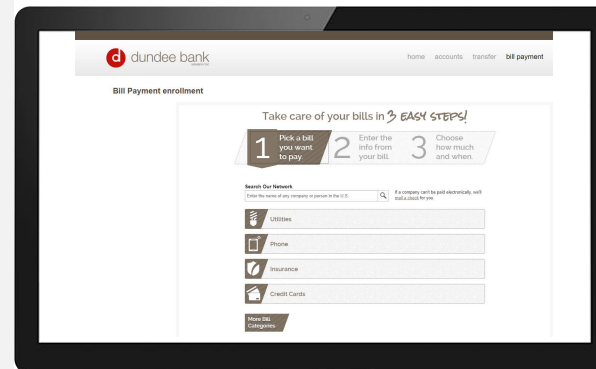 dundee bank
home accounts transfer bill payment
Bill Payment enrollment
Take care of your bills in 3 EASY STEPS!
1 Pick a bill
you want
to pay.
2 Enter the
info from
your bill.
3 Choose
how much
and when.
Search Our Network
Enter the name of any company or person in the U.S.
If a company can't be paid electronically, we'll
mail a check for you.
Utilities
Phone
Insurance
Credit Cards
More Bill
Categories